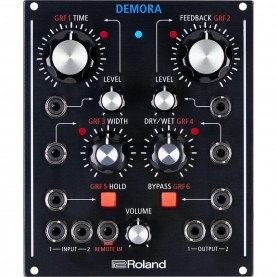 DEMORA
GRF1 TIME
FEEDBACK GRF2
LEVEL
LEVEL
GRF3 WIDTH
DRY/WET GRF4
GRF5 HOLD
BYPASS GRF6
VOLUME
1 INPUT 2
REMOTE IN
1 OUTPUT 2
Roland